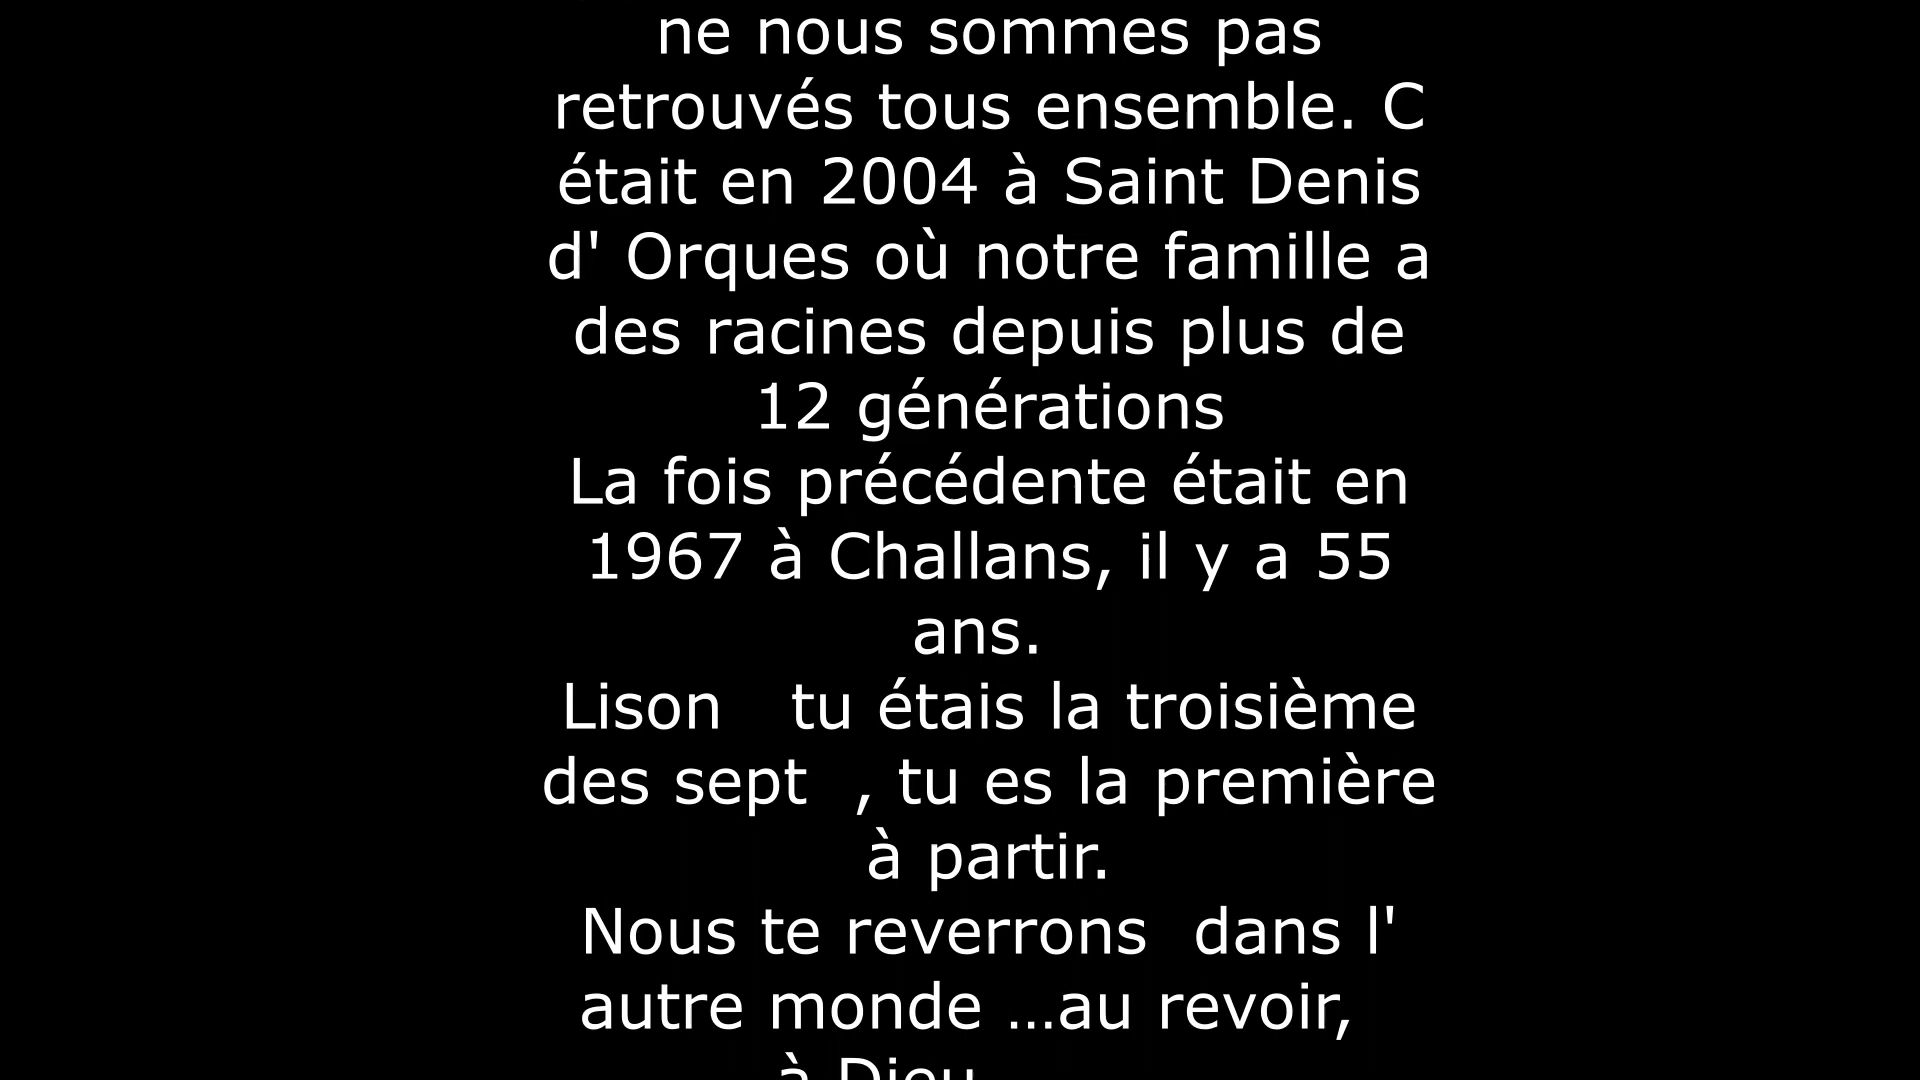 ne nous sommes pas
retrouvés tous ensemble. C
était en 2004 à Saint Denis
d' Orques où notre famille a
des racines depuis plus de
12 générations
La fois précédente était en
1967 à Challans, il y a 55
ans.
Lison   tu étais la troisième
des sept  , tu es la première
à partir.
Nous te reverrons  dans l'
autre monde ...au revoir,
à Dieu